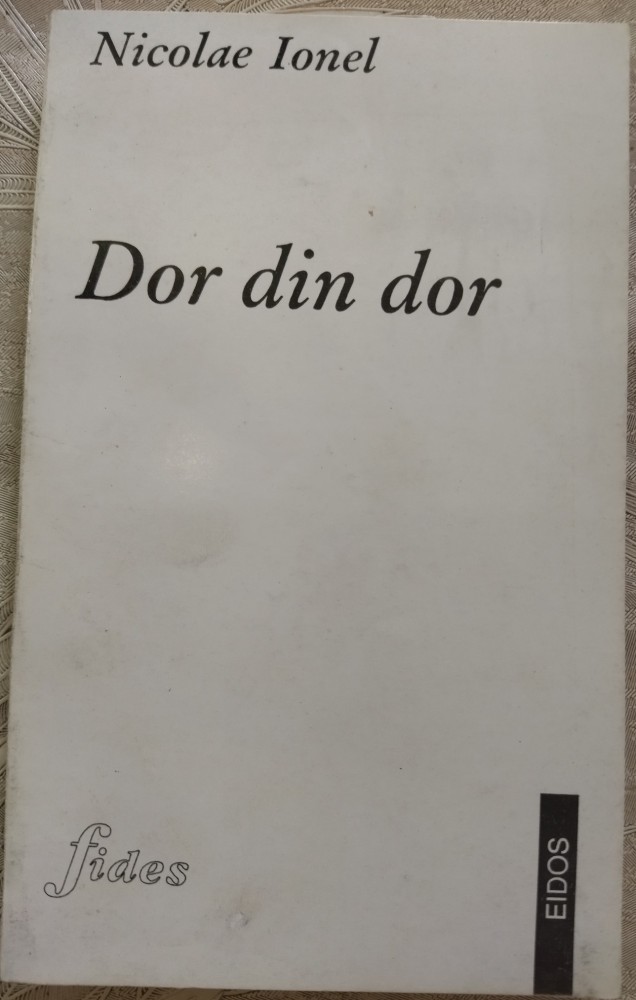 Nicolae Ionel
Dor din dor
fides
EIDOS